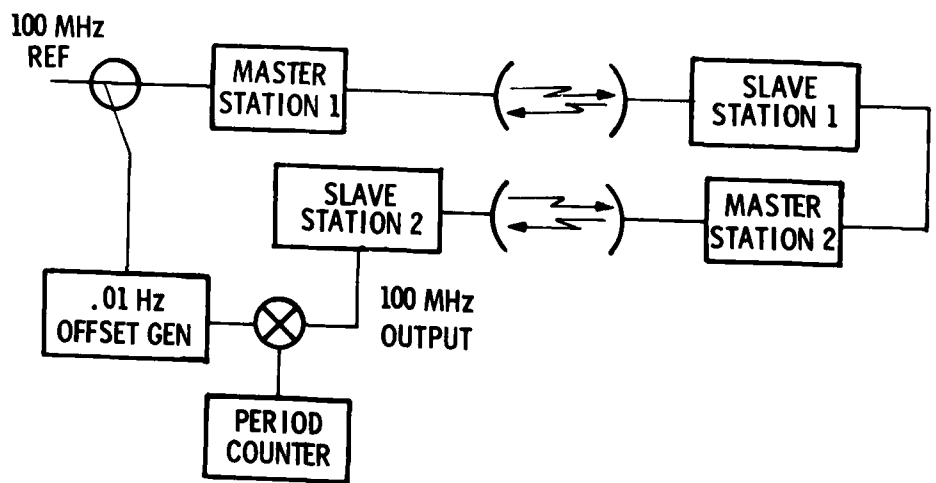 100 MHz
REF
MASTER
STATION 1
SLAVE
STATION 1
SLAVE
STATION 2
MASTER
STATION 2
.01 Hz
OFFSET GEN
100 MHz
OUTPUT
PERIOD
COUNTER